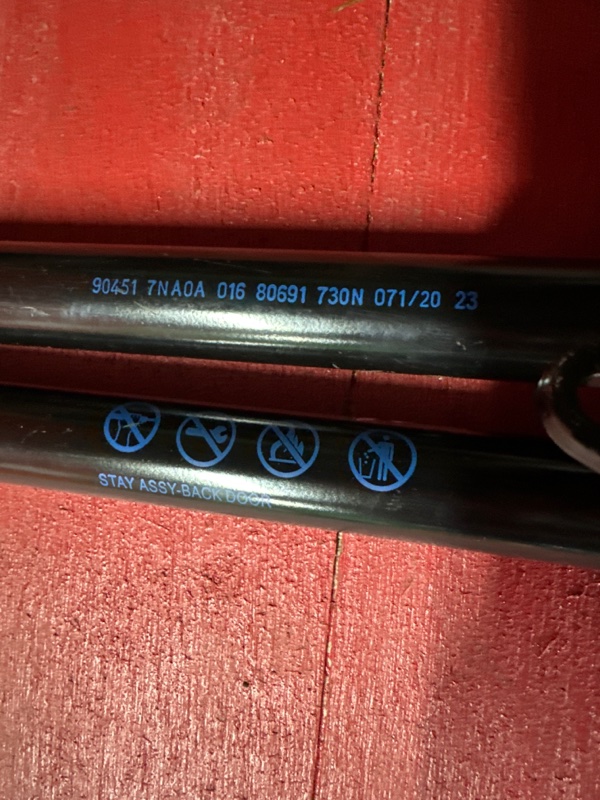 90451 7NA0A 016 80691 730N 071/20 23
STAY ASSY-BACK DOOR